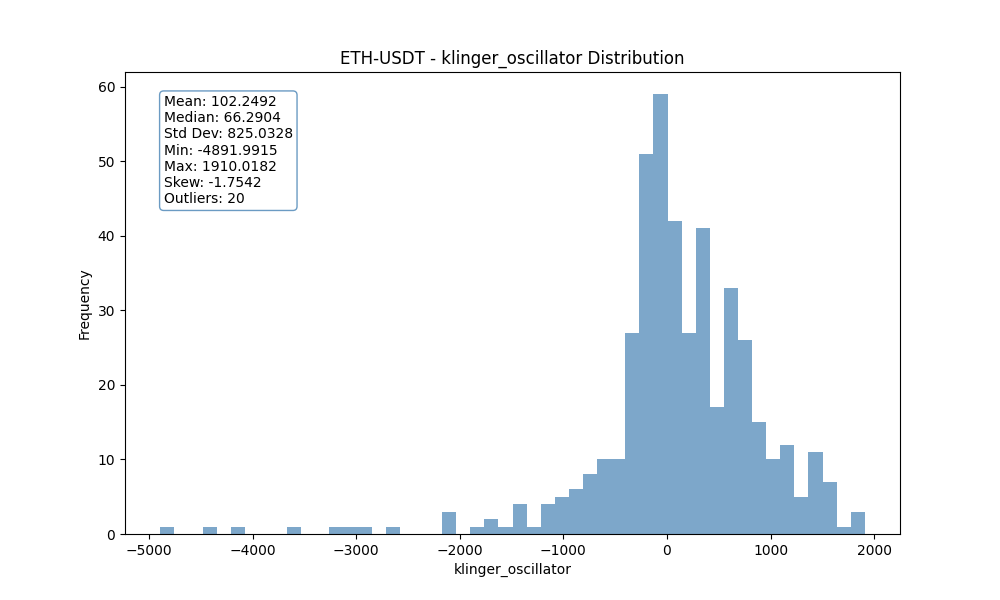 ETH-USDT - klinger_oscillator Distribution
60
50
40
30
20
10
0
Frequency
Mean: 102.2492
Median: 66.2904
Std Dev: 825.0328
Min: -4891.9915
Max: 1910.0182
Skew: -1.7542
Outliers: 20
−5000 −4000 −3000 −2000 −1000 0 1000 2000
klinger_oscillator